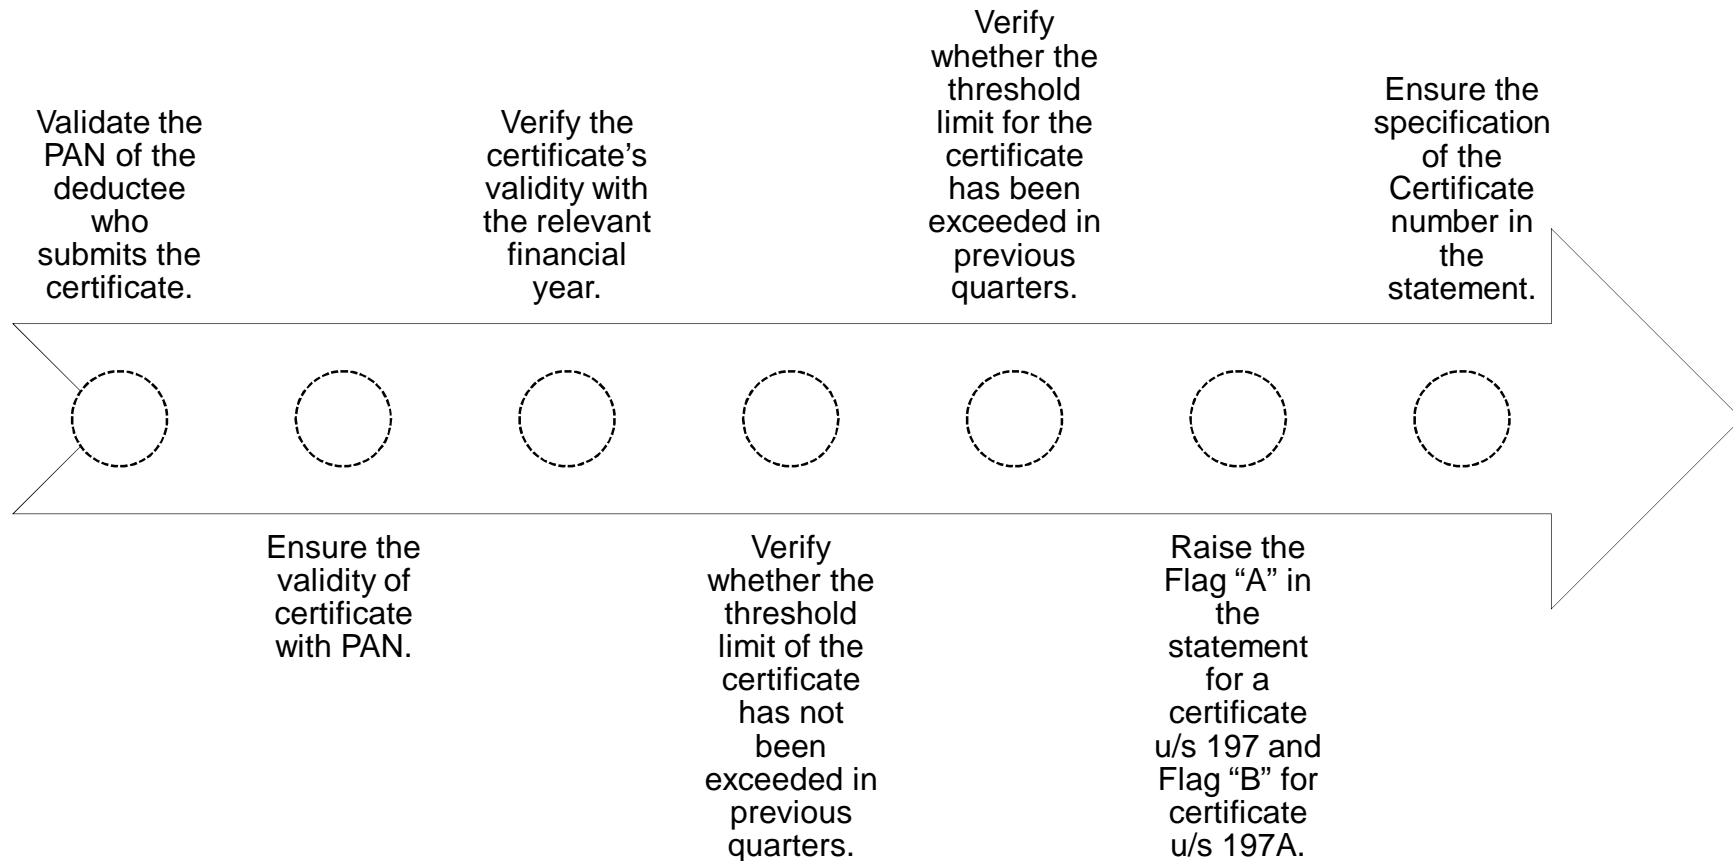 Validate the
PAN of the
deductee
who
submits the
certificate.
Ensure the
validity of
certificate
with PAN.
Verify the
certificate’s
validity with
the relevant
financial
year.
Verify
whether the
threshold
limit of the
certificate
has not
been
exceeded in
previous
quarters.
Verify
whether the
threshold
limit for the
certificate
has been
exceeded in
previous
quarters.
Raise the
Flag “A” in
the
statement
for a
certificate
u/s 197 and
Flag “B” for
certificate
u/s 197A.
Ensure the
specification
of the
Certificate
number in
the
statement.